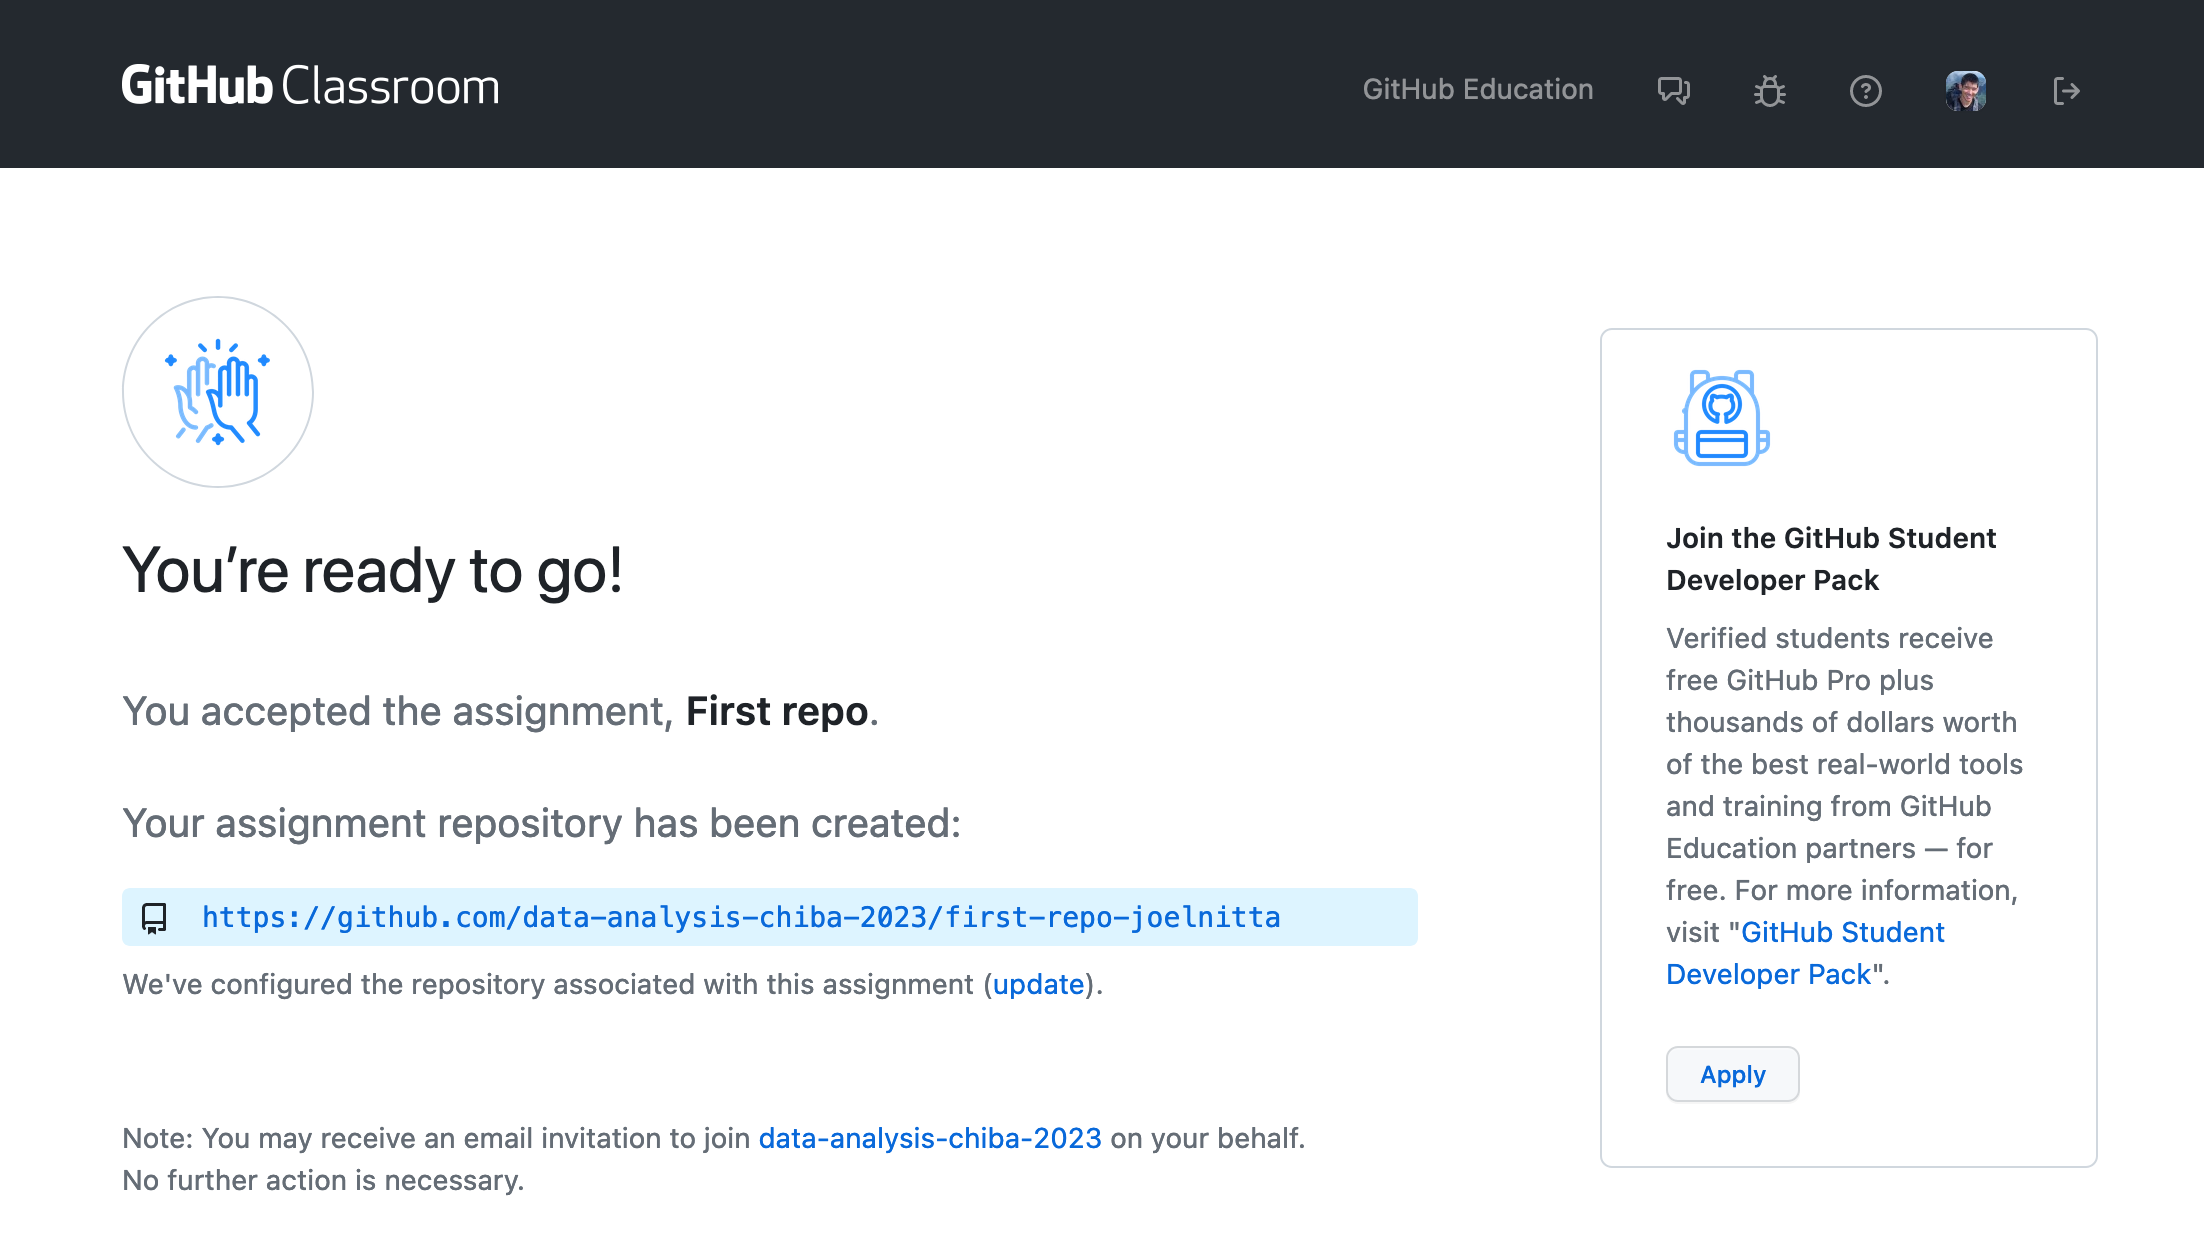 GitHub Classroom
GitHub Education
You’re ready to go!
You accepted the assignment, First repo.
Your assignment repository has been created:
https://github.com/data-analysis-chiba-2023/first-repo-joelnitta
We've configured the repository associated with this assignment (update).
Note: You may receive an email invitation to join data-analysis-chiba-2023 on your behalf.
No further action is necessary.
Join the GitHub Student
Developer Pack
Verified students receive
free GitHub Pro plus
thousands of dollars worth
of the best real-world tools
and training from GitHub
Education partners — for
free. For more information,
visit "GitHub Student
Developer Pack".
Apply